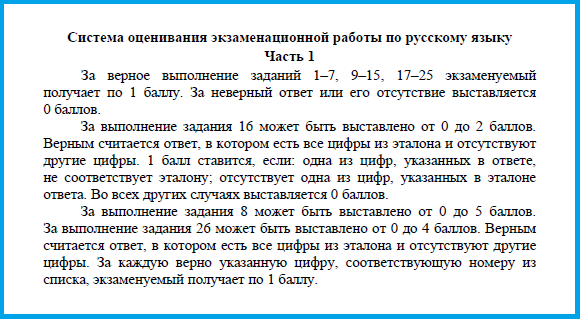 Система оценивания экзаменационной работы по русскому языку
Часть 1
За верное выполнение заданий 1–7, 9–15, 17–25 экзаменуемый
получает по 1 баллу. За неверный ответ или его отсутствие выставляется
0 баллов.
За выполнение задания 16 может быть выставлено от 0 до 2 баллов.
Верным считается ответ, в котором есть все цифры из эталона и отсутствуют
другие цифры. 1 балл ставится, если: одна из цифр, указанных в ответе,
не соответствует эталону; отсутствует одна из цифр, указанных в эталоне
ответа. Во всех других случаях выставляется 0 баллов.
За выполнение задания 8 может быть выставлено от 0 до 5 баллов.
За выполнение задания 26 может быть выставлено от 0 до 4 баллов. Верным
считается ответ, в котором есть все цифры из эталона и отсутствуют другие
цифры. За каждую верно указанную цифру, соответствующую номеру из
списка, экзаменуемый получает по 1 баллу.